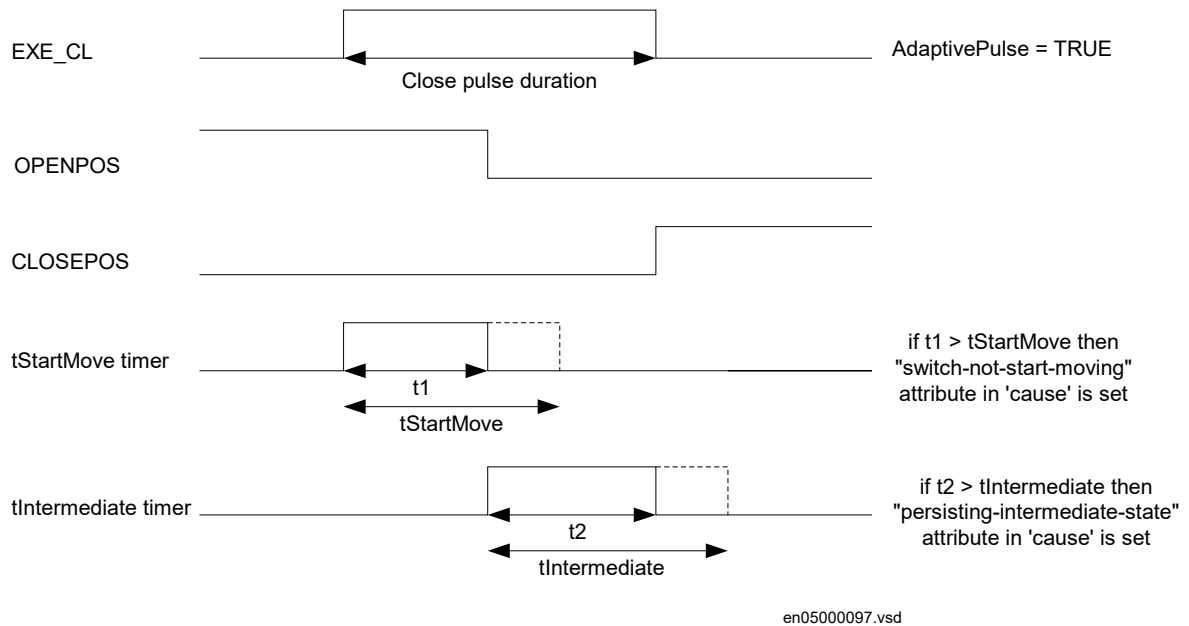 EXE_CL
AdaptivePulse = TRUE
Close pulse duration
OPENPOS
CLOSEPOS
tStartMove timer
t1
tStartMove
if t1 > tStartMove then
"switch-not-start-moving"
attribute in 'cause' is set
tIntermediate timer
t2
tIntermediate
if t2 > tIntermediate then
"persisting-intermediate-state"
attribute in 'cause' is set
en05000097.vsd